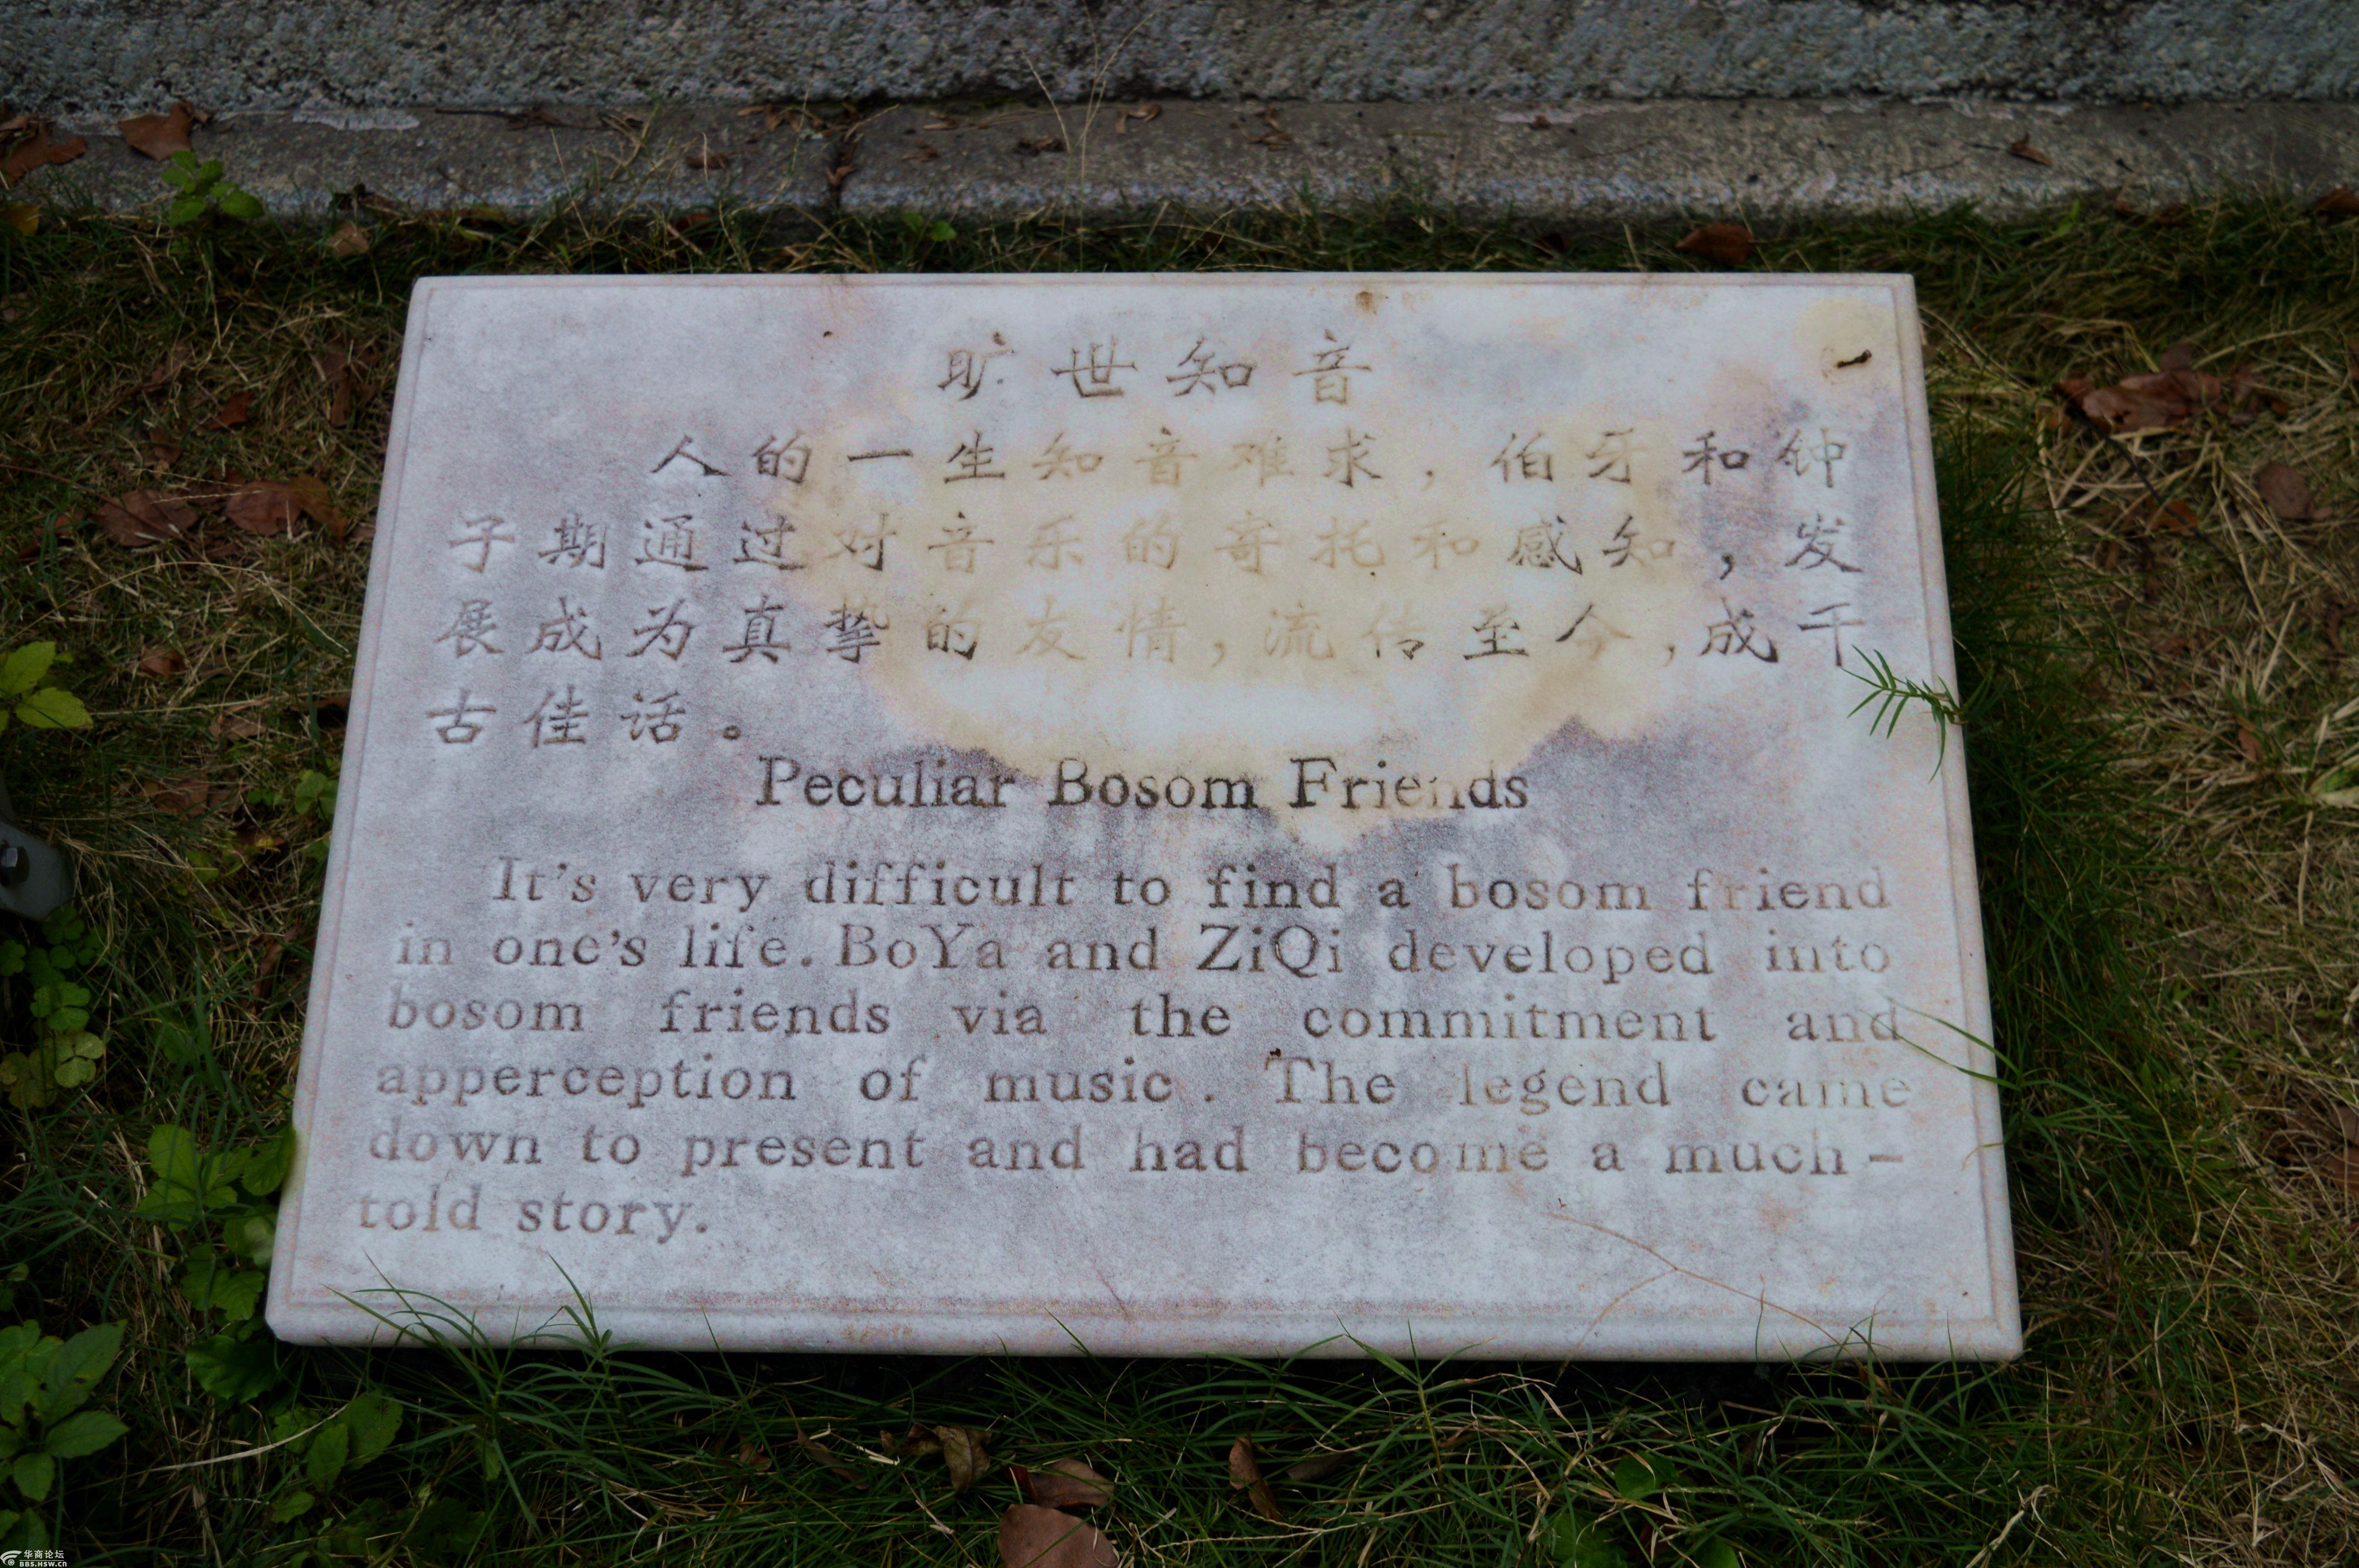 旷世知音
人的一生知音难求，伯牙和钟
子期通过对音乐的寄托和感知，发
展成为真挚的友情，流传至今，成千
古佳话。
Peculiar Bosom Friends
It's very difficult to find a bosom friend
in one's life. BoYa and ZiQi developed into
bosom friends via the commitment and
apperception of music. The legend came
down to present and had become a much-
told story.
华商论坛
BBS.HSW.CN